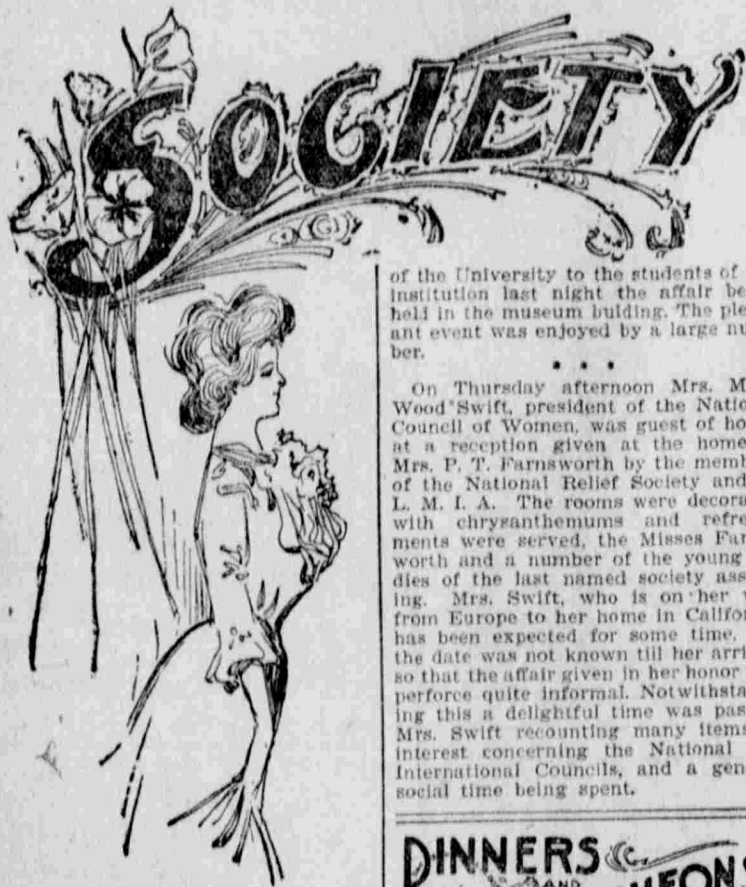 SOCIETY
of the University to the students of
institution last night the affair be
held in the museum bulding. The ple
ant event was enjoyed by a large nu
ber.
• • •
On Thursday afternoon Mrs. M
Wood Swift, president of the Natio
Council of Women, was guest of ho
at a reception given at the home
Mrs. P. T. Farnsworth by the memb
of the National Relief Society and
L. M. I. A. The rooms were decora
with chrysanthemums and refre
ments were served, the Misses Far
worth and a number of the young
dies of the last named society ass
ing. Mrs. Swift, who is on her w
from Europe to her home in Califor
has been expected for some time,
the date was not known till her arri
so that the affair given in her honor
perforce quite informal. Notwithsta
ing this a delightful time was pas
Mrs. Swift recounting many items
interest concerning the National
International Councils, and a gen
social time being spent.
DINNERS
AND